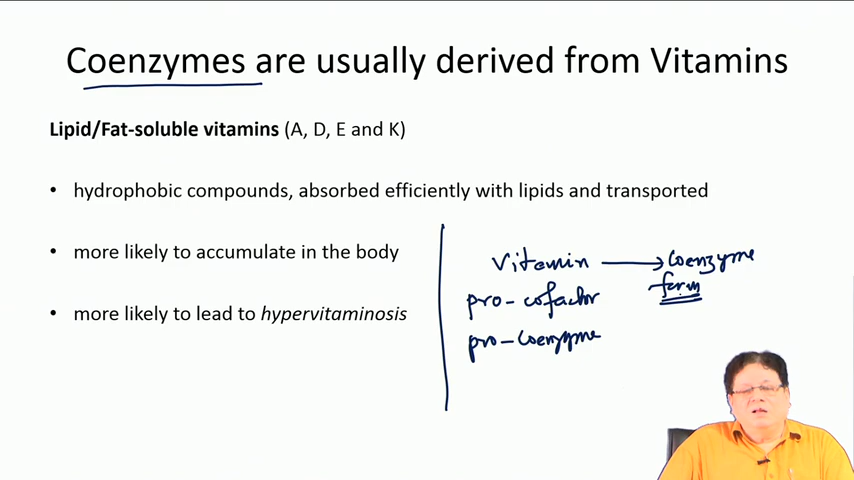 Coenzymes are usually derived from Vitamins
Lipid/Fat-soluble vitamins (A, D, E and K)
• hydrophobic compounds, absorbed efficiently with lipids and transported
• more likely to accumulate in the body
• more likely to lead to hypervitaminosis
Vitamin → Coenzyme
form
pro-cofactor
pro-Coenzyme